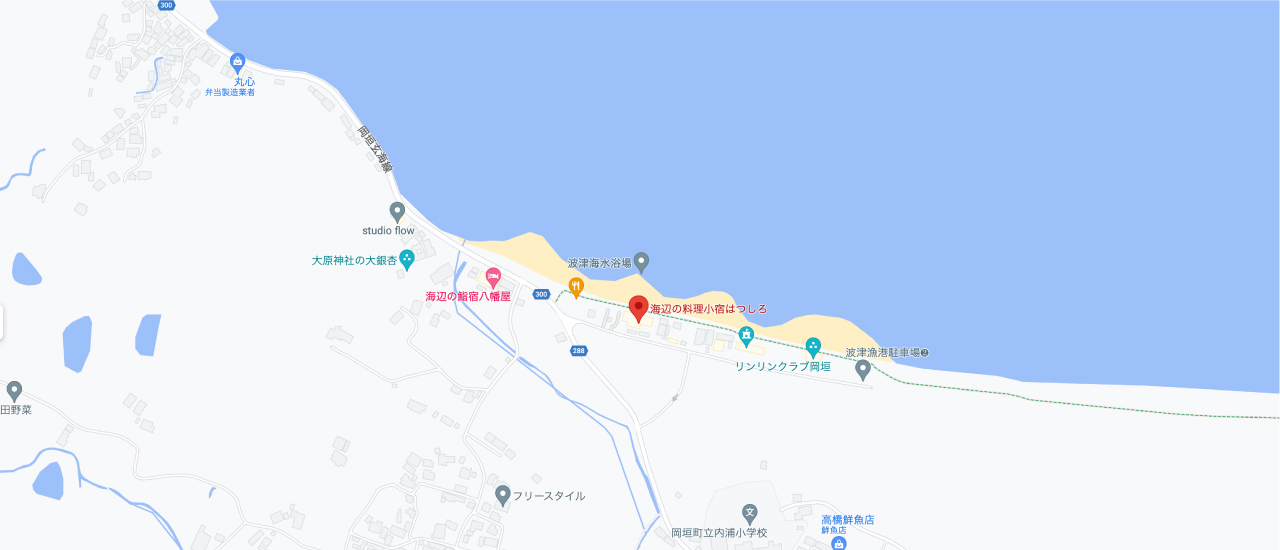 300
丸心
弁当製造業者
岡垣玄海線
studio flow
大原神社の大銀杏
波津海水浴場
海辺の鮨宿八幡屋
300
海辺の料理小宿はつしろ
288
リンリンクラブ岡垣
波津漁港駐車場❷
田野菜
フリースタイル
文
岡垣町立内浦小学校
高橋鮮魚店
鮮魚店